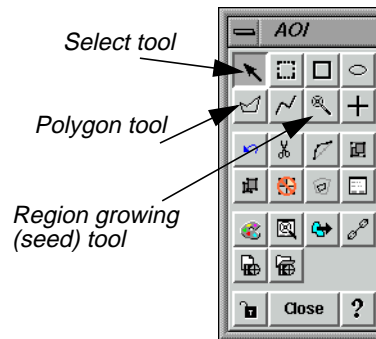 AOI
Select tool
Polygon tool
Region growing
(seed) tool
Close ?